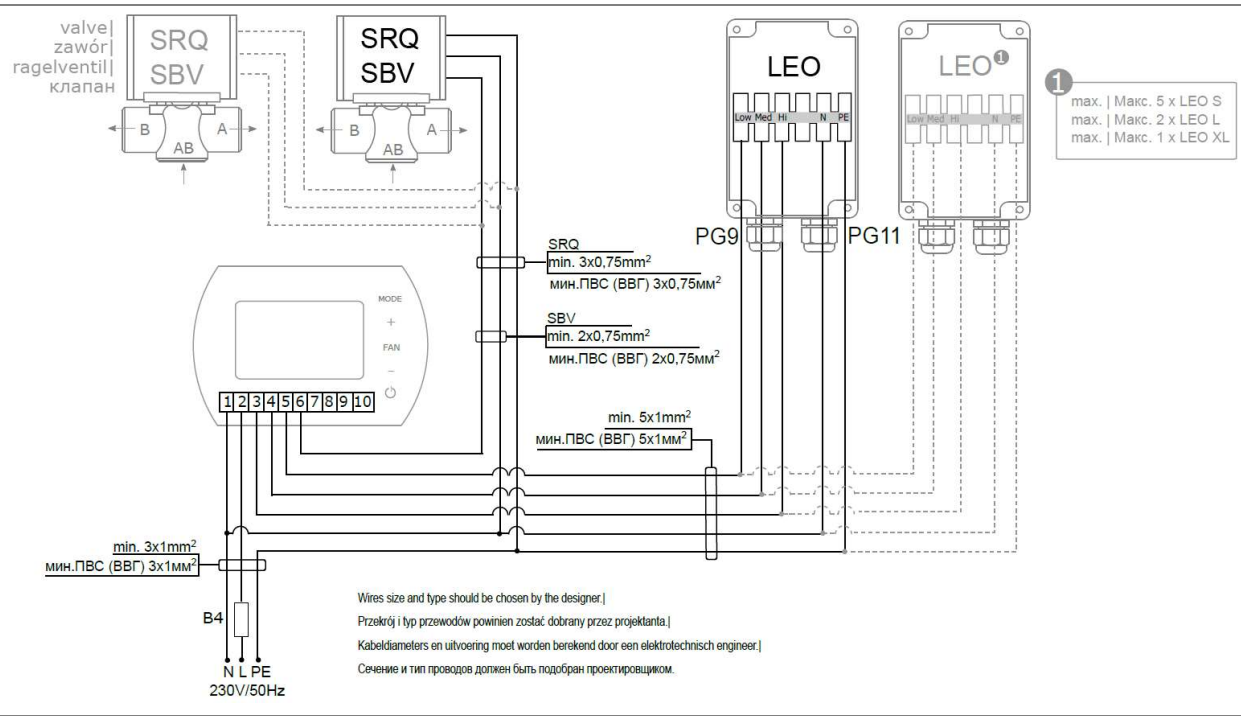 valve|
zawór|
ragelventil|
клапан
SRQ
SBV
B
A
AB
SRQ
SBV
B
A
AB
LEO
Low Med Hi N PE
LEO❶
Low Med Hi N PE
❶
max. | Макс. 5 x LEO S
max. | Макс. 2 x LEO L
max. | Макс. 1 x LEO XL
PG9
PG11
SRQ
min. 3x0,75mm²
мин.ПВС (ВВГ) 3x0,75мм²
SBV
min. 2x0,75mm²
мин.ПВС (ВВГ) 2x0,75мм²
MODE
+
FAN
–
1 2 3 4 5 6 7 8 9 10
min. 5x1mm²
мин.ПВС (ВВГ) 5x1мм²
min. 3x1mm²
мин.ПВС (ВВГ) 3x1мм²
B4
N L PE
230V/50Hz
Wires size and type should be chosen by the designer.|
Przekrój i typ przewodów powinien zostać dobrany przez projektanta.|
Kabeldiameters en uitvoering moet worden berekend door een elektrotechnisch engineer.|
Сечение и тип проводов должен быть подобран проектировщиком.